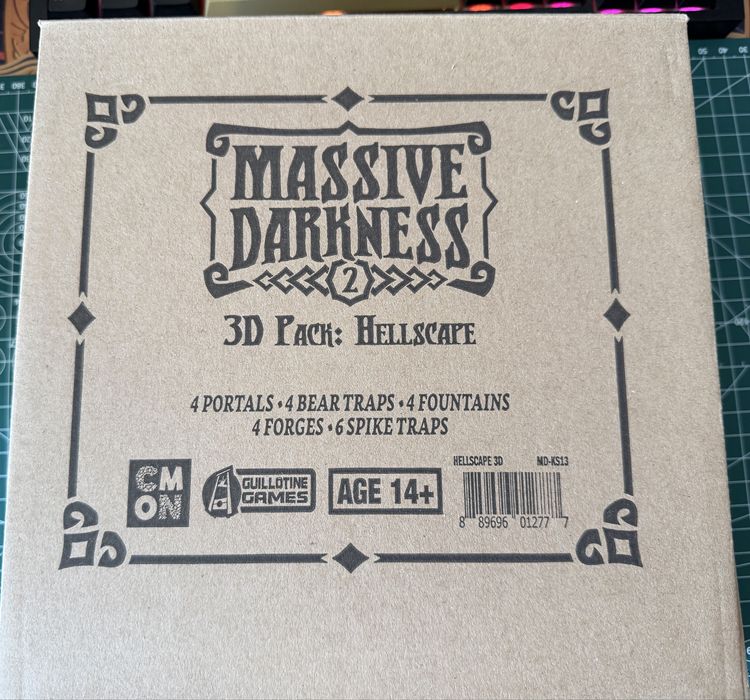 MASSIVE
DARKNESS
2
3D PACK: HELLSCAPE
4 PORTALS • 4 BEAR TRAPS • 4 FOUNTAINS
4 FORGES • 6 SPIKE TRAPS
CM
ON
GUILLOTINE
GAMES
AGE 14+
HELLSCAPE 3D MD-KS13
8 89696 01277 7